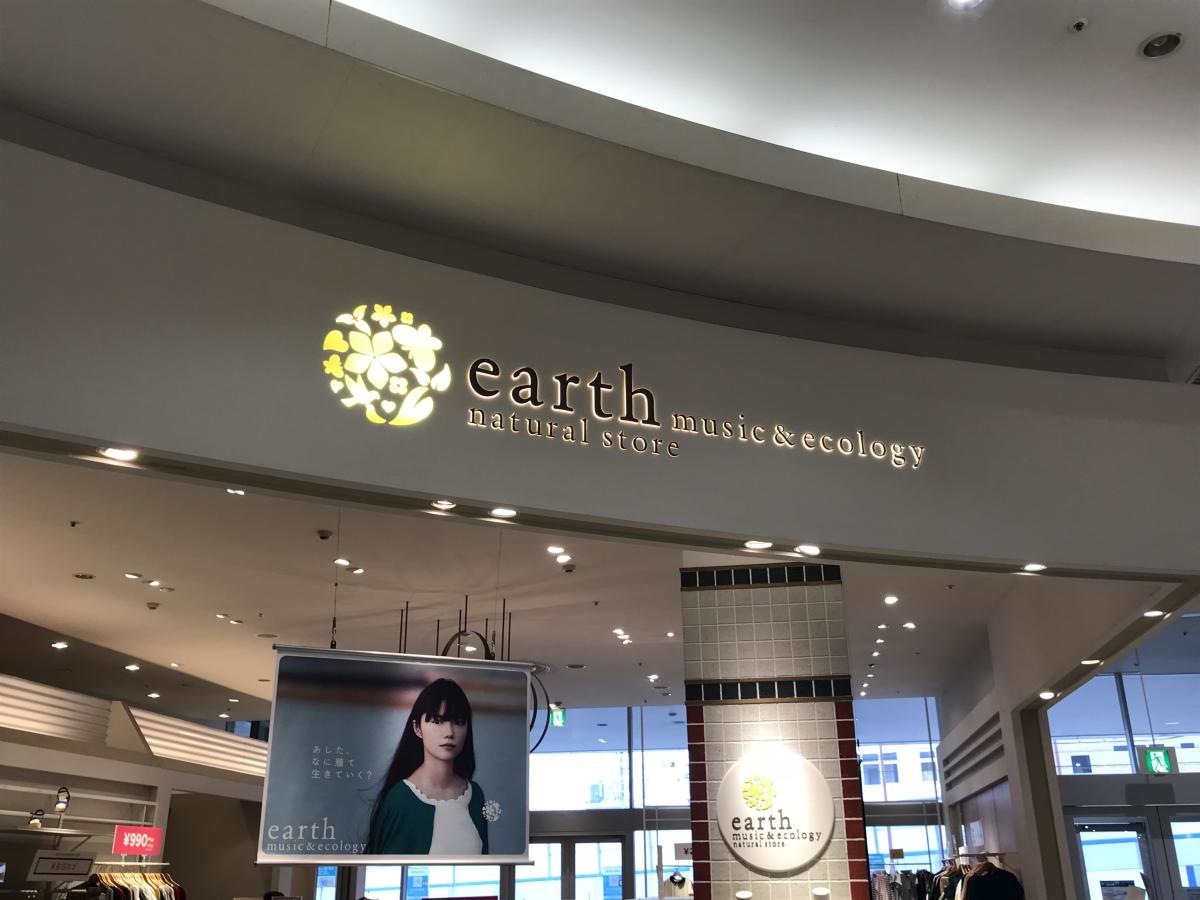 earth music&ecology
natural store
あした、
なに着て
生きていく?
earth
music&ecology
earth
music&ecology
natural store
¥990